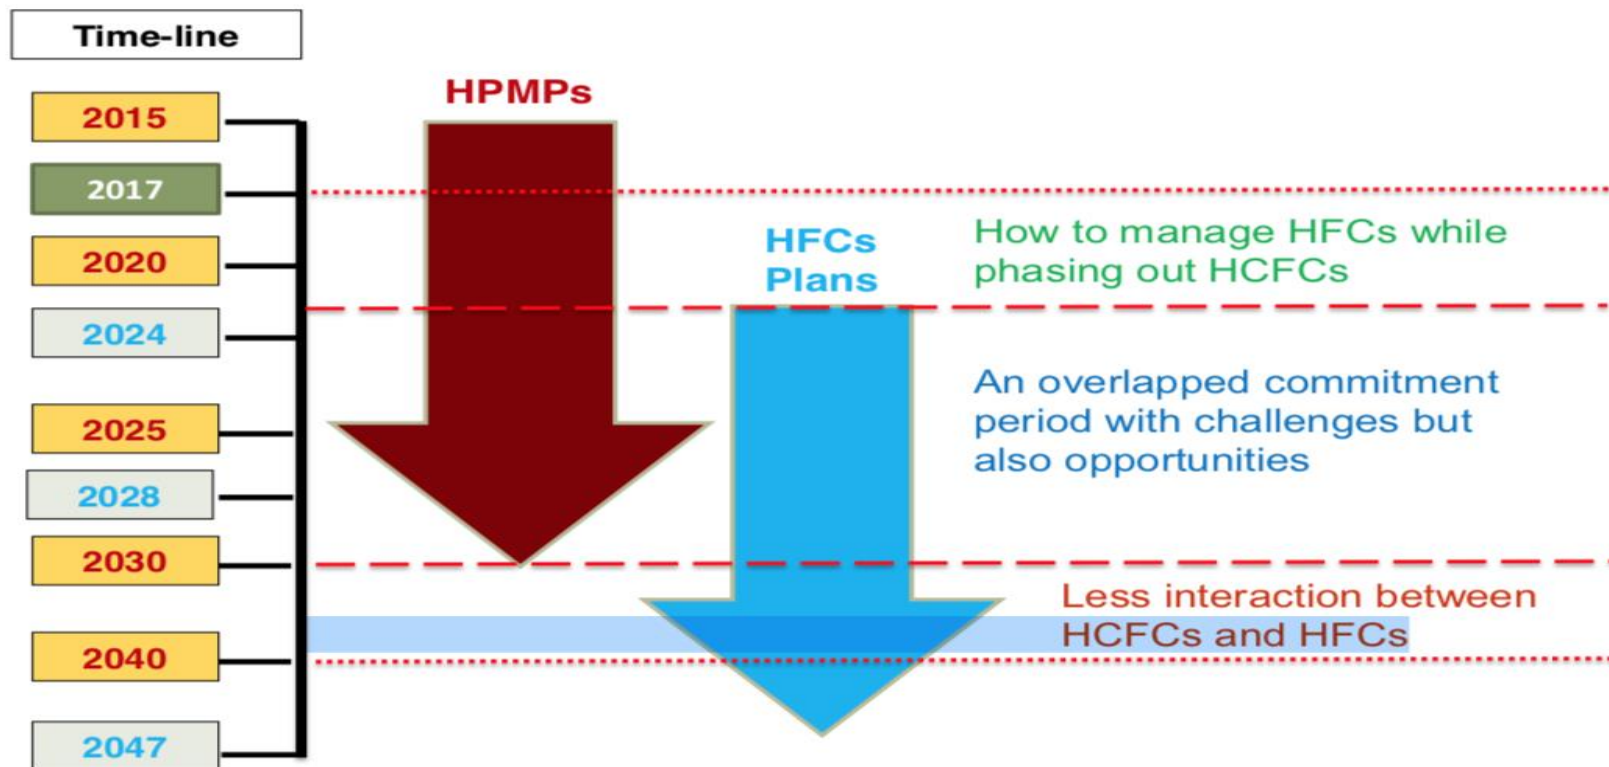 Time-line
2015
2017
2020
2024
2025
2028
2030
2040
2047
HPMPs
HFCs
Plans
How to manage HFCs while
phasing out HCFCs
An overlapped commitment
period with challenges but
also opportunities
Less interaction between
HCFCs and HFCs